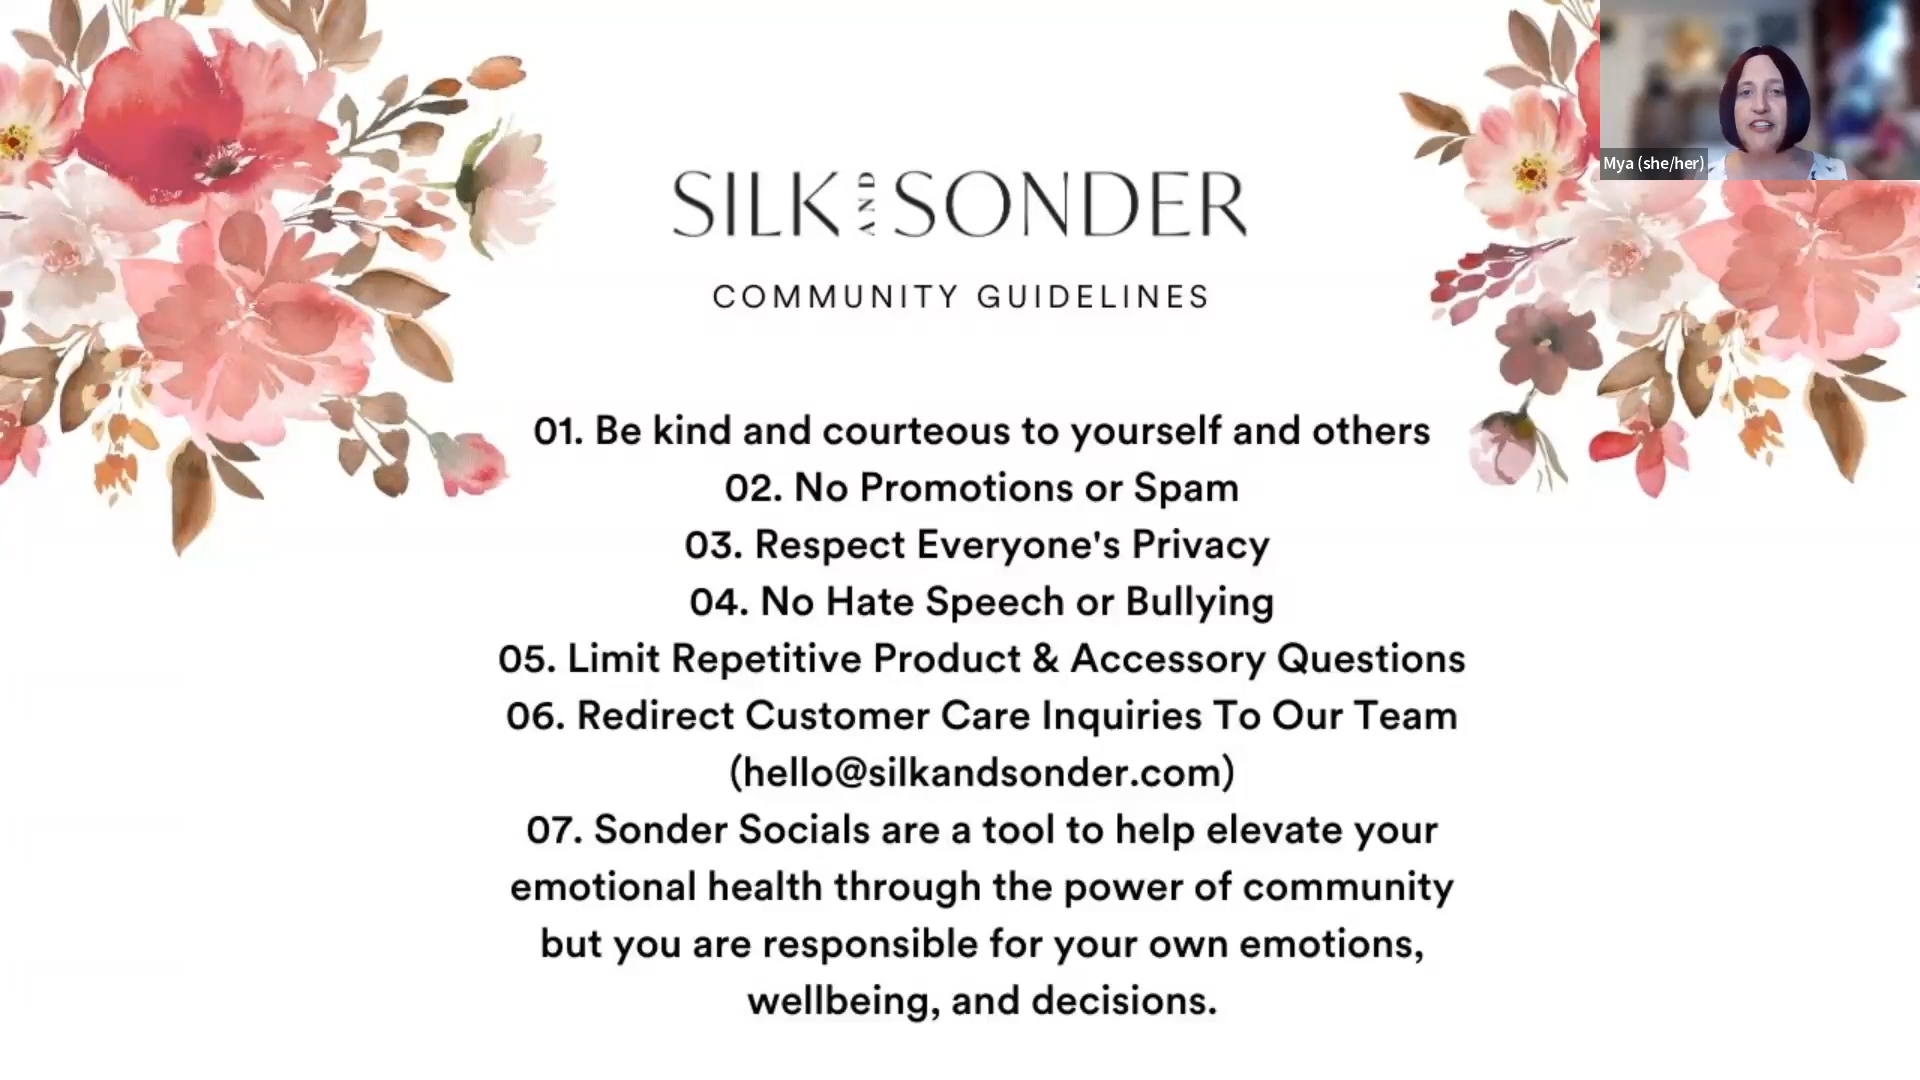 SILK AND SONDER
COMMUNITY GUIDELINES
Mya (she/her)
01. Be kind and courteous to yourself and others
02. No Promotions or Spam
03. Respect Everyone's Privacy
04. No Hate Speech or Bullying
05. Limit Repetitive Product & Accessory Questions
06. Redirect Customer Care Inquiries To Our Team
(hello@silkandsonder.com)
07. Sonder Socials are a tool to help elevate your
emotional health through the power of community
but you are responsible for your own emotions,
wellbeing, and decisions.